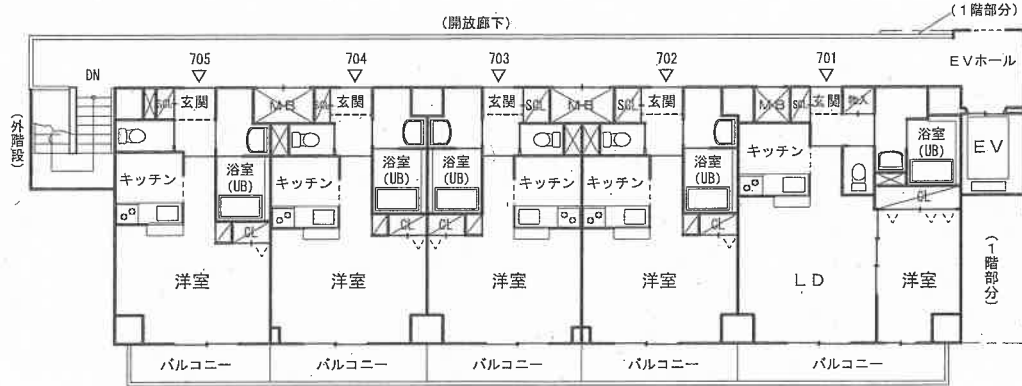 (1階部分)
(開放廊下)
705
704
703
702
701
EVホール
DN
(外階段)
SCL
玄関
M·B
SCL
玄関
玄関
SCL
M·B
SCL
玄関
M·B
SCL
玄関
物入
キッチン
浴室
(UB)
キッチン
浴室
(UB)
浴室
(UB)
キッチン
キッチン
浴室
(UB)
キッチン
浴室
(UB)
EV
CL
CL
CL
CL
CL
洋室
洋室
洋室
洋室
LD
洋室
(1階部分)
バルコニー
バルコニー
バルコニー
バルコニー
バルコニー